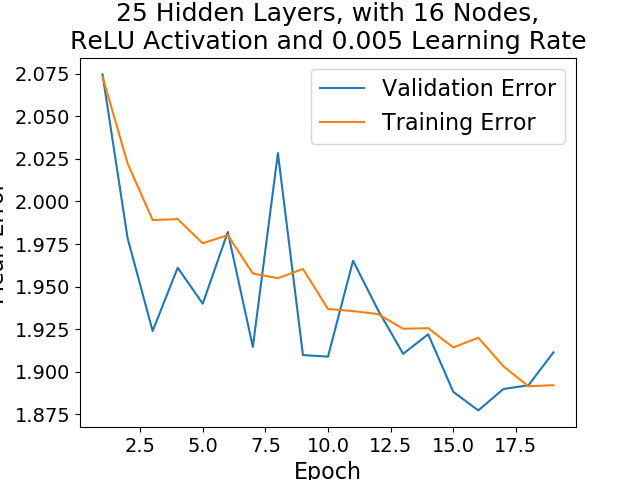 25 Hidden Layers, with 16 Nodes,
ReLU Activation and 0.005 Learning Rate
Validation Error
Training Error
2.075
2.050
2.025
2.000
1.975
1.950
1.925
1.900
1.875
2.5 5.0 7.5 10.0 12.5 15.0 17.5
Epoch